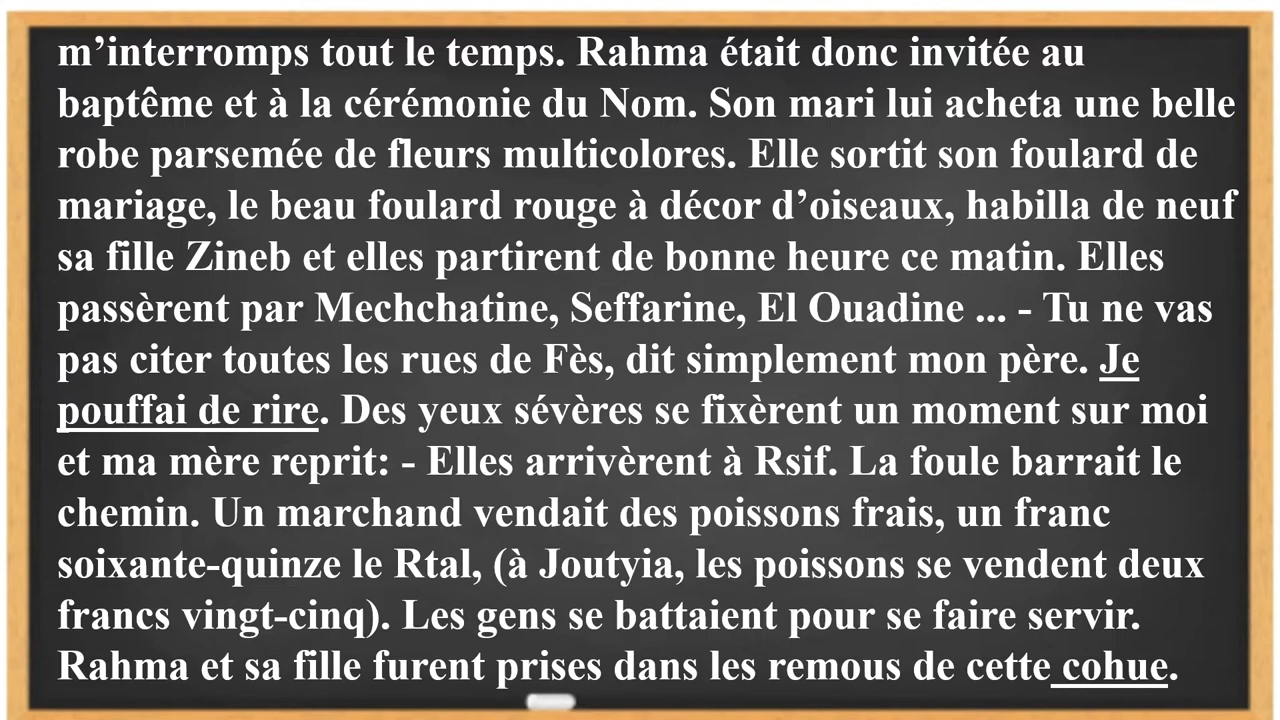 m’interromps tout le temps. Rahma était donc invitée au
baptême et à la cérémonie du Nom. Son mari lui acheta une belle
robe parsemée de fleurs multicolores. Elle sortit son foulard de
mariage, le beau foulard rouge à décor d’oiseaux, habilla de neuf
sa fille Zineb et elles partirent de bonne heure ce matin. Elles
passèrent par Mechchatine, Seffarine, El Ouadine ... - Tu ne vas
pas citer toutes les rues de Fès, dit simplement mon père. Je
pouffai de rire. Des yeux sévères se fixèrent un moment sur moi
et ma mère reprit: - Elles arrivèrent à Rsif. La foule barrait le
chemin. Un marchand vendait des poissons frais, un franc
soixante-quinze le Rtal, (à Joutyia, les poissons se vendent deux
francs vingt-cinq). Les gens se battaient pour se faire servir.
Rahma et sa fille furent prises dans les remous de cette cohue.